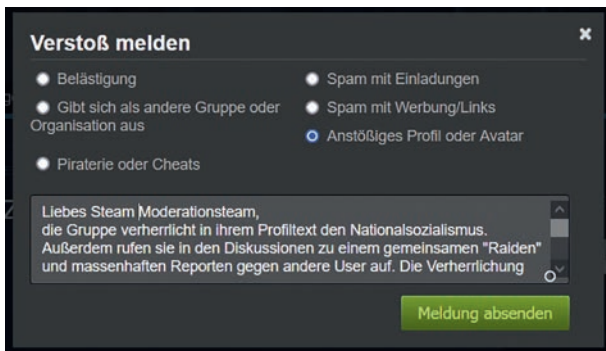 Verstoß melden
Belästigung
Spam mit Einladungen
Gibt sich als andere Gruppe oder
Organisation aus
Spam mit Werbung/Links
Anstößiges Profil oder Avatar
Piraterie oder Cheats
Liebes Steam Moderationsteam,
die Gruppe verherrlicht in ihrem Profiltext den Nationalsozialismus.
Außerdem rufen sie in den Diskussionen zu einem gemeinsamen "Raiden"
und massenhaften Reporten gegen andere User auf. Die Verherrlichung
Meldung absenden